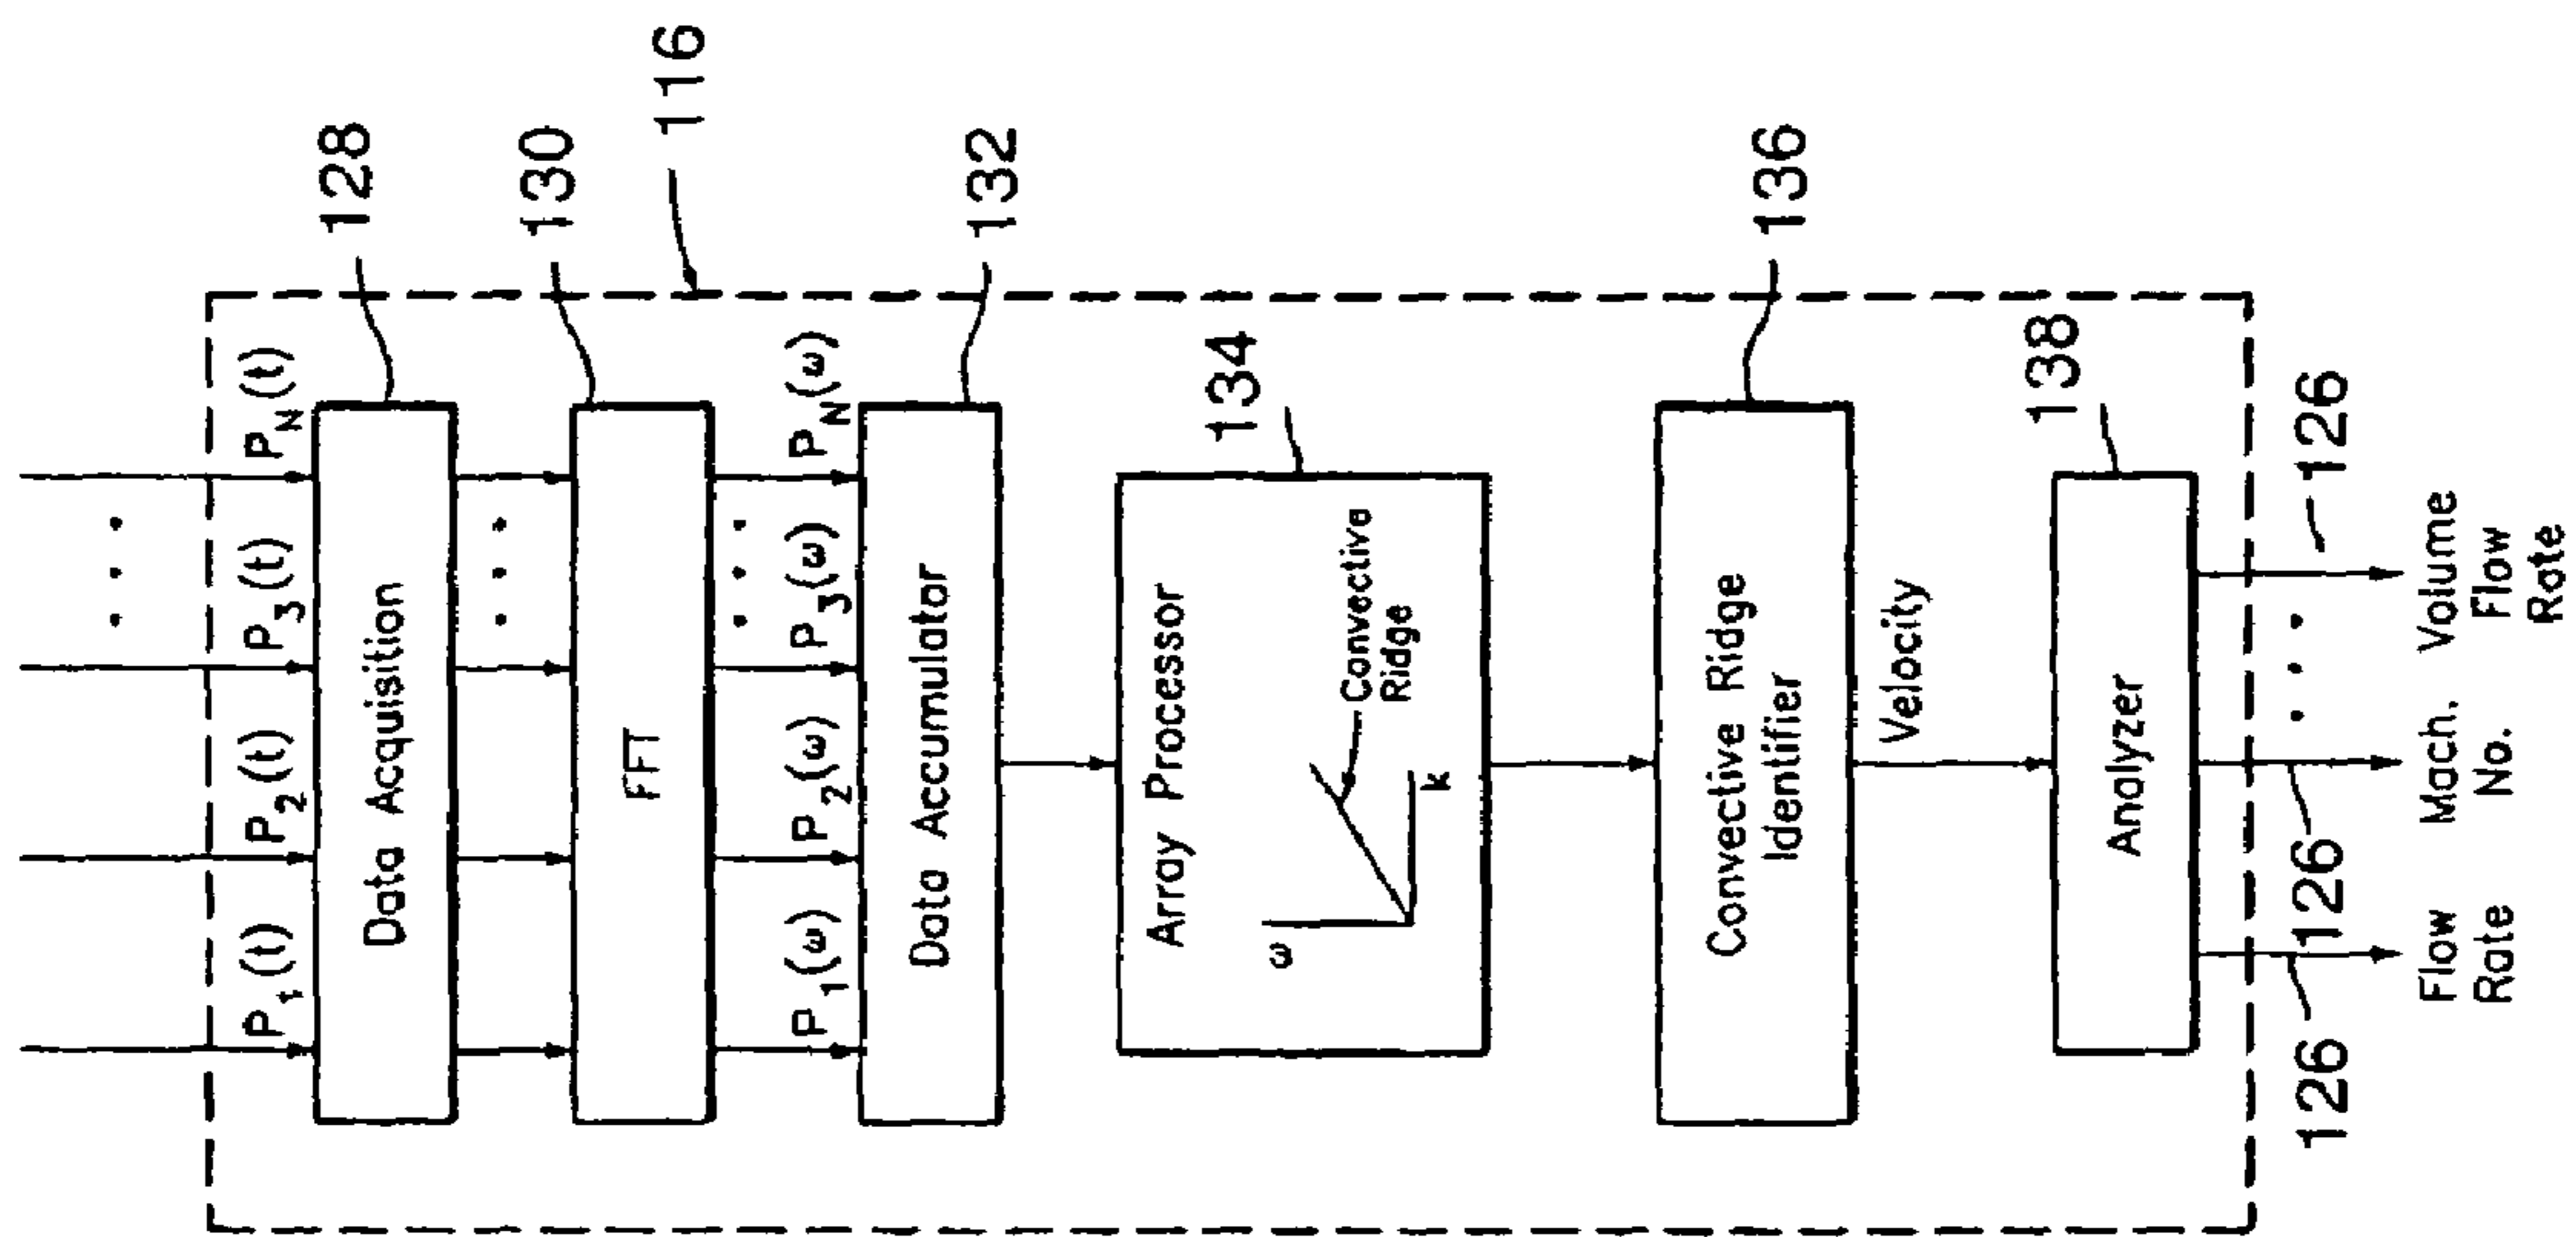 P1(t) P2(t) P3(t) PN(t)
128
Data Acquisition
130
FFT
116
P1(ω) P2(ω) P3(ω) PN(ω)
132
Data Accumulator
134
Array Processor
ω
k
Convective
Ridge
136
Convective Ridge
Identifier
Velocity
138
Analyzer
126
126
126
Flow
Rate
Mach.
No.
Volume
Flow
Rate